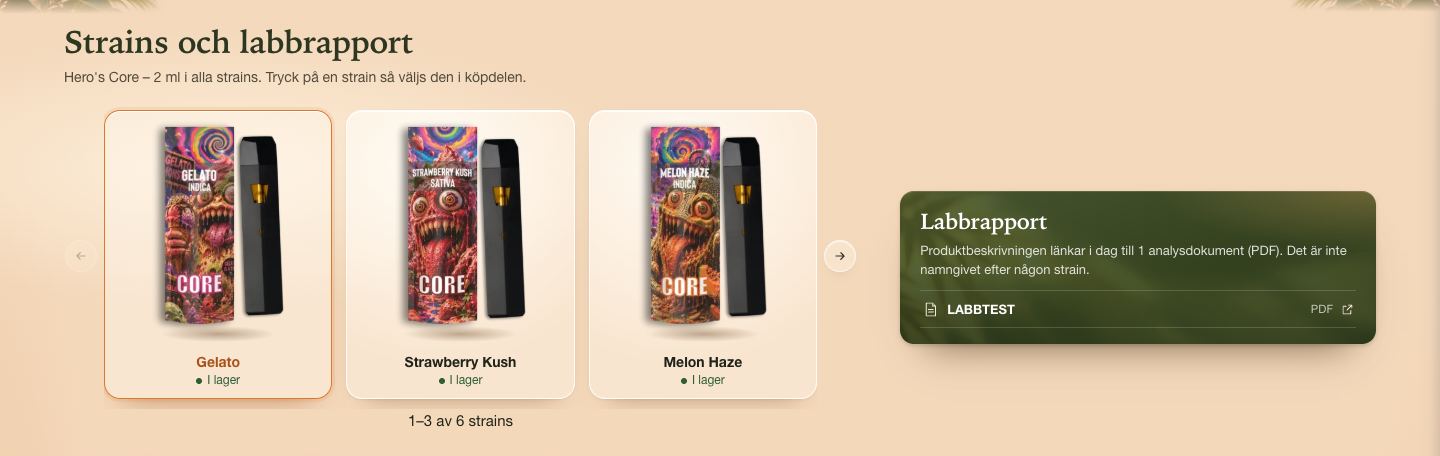 Strains och labbrapport
Hero's Core – 2 ml i alla strains. Tryck på en strain så väljs den i köpdelen.
GELATO
GELATO
INDICA
CORE
Gelato
I lager
STRAWBERRY KUSH
SATIVA
CORE
Strawberry Kush
I lager
MELON HAZE
INDICA
CORE
Melon Haze
I lager
1–3 av 6 strains
Labbrapport
Produktbeskrivningen länkar i dag till 1 analysdokument (PDF). Det är inte
namngivet efter någon strain.
LABBTEST PDF